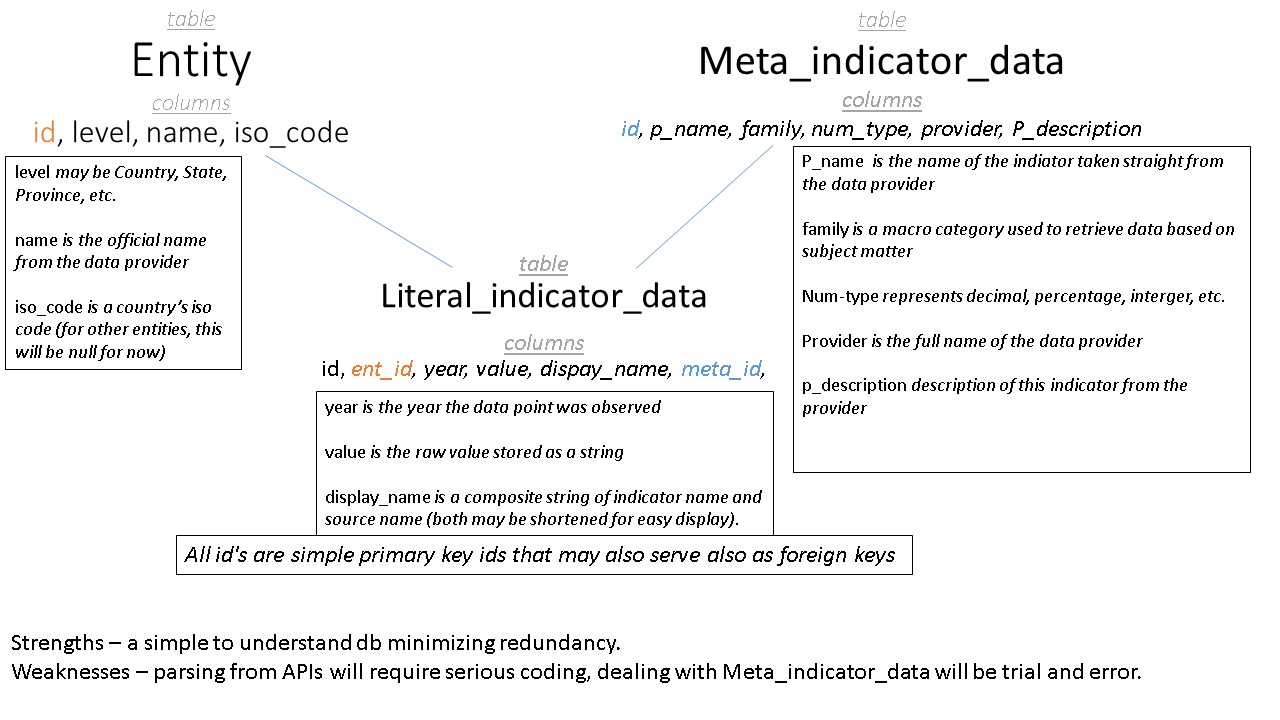 table
Entity
columns
id, level, name, iso_code
level may be Country, State,
Province, etc.
name is the official name
from the data provider
iso_code is a country's iso
code (for other entities, this
will be null for now)
table
Meta_indicator_data
columns
id, p_name, family, num_type, provider, P_description
P_name is the name of the indiator taken straight from
the data provider
family is a macro category used to retrieve data based on
subject matter
Num-type represents decimal, percentage, interger, etc.
Provider is the full name of the data provider
p_description description of this indicator from the
provider
table
Literal_indicator_data
columns
id, ent_id, year, value, dispay_name, meta_id,
year is the year the data point was observed
value is the raw value stored as a string
display_name is a composite string of indicator name and
source name (both may be shortened for easy display).
All id's are simple primary key ids that may also serve also as foreign keys
Strengths – a simple to understand db minimizing redundancy.
Weaknesses – parsing from APIs will require serious coding, dealing with Meta_indicator_data will be trial and error.